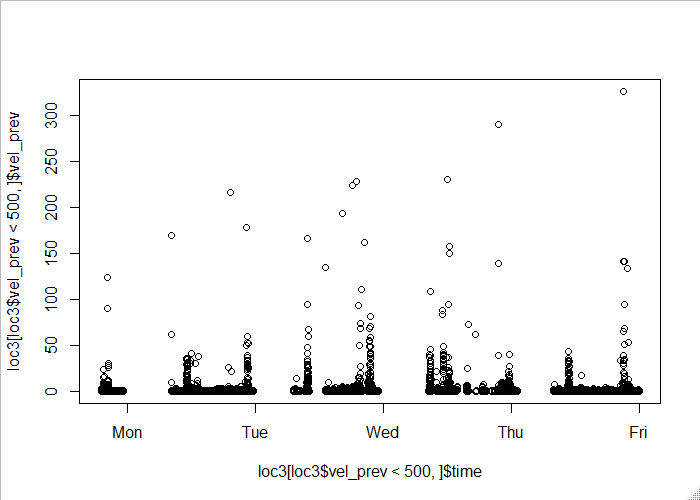 loc3[loc3$vel_prev < 500, ]$vel_prev
300
250
200
150
100
50
0
Mon Tue Wed Thu Fri
loc3[loc3$vel_prev < 500, ]$time